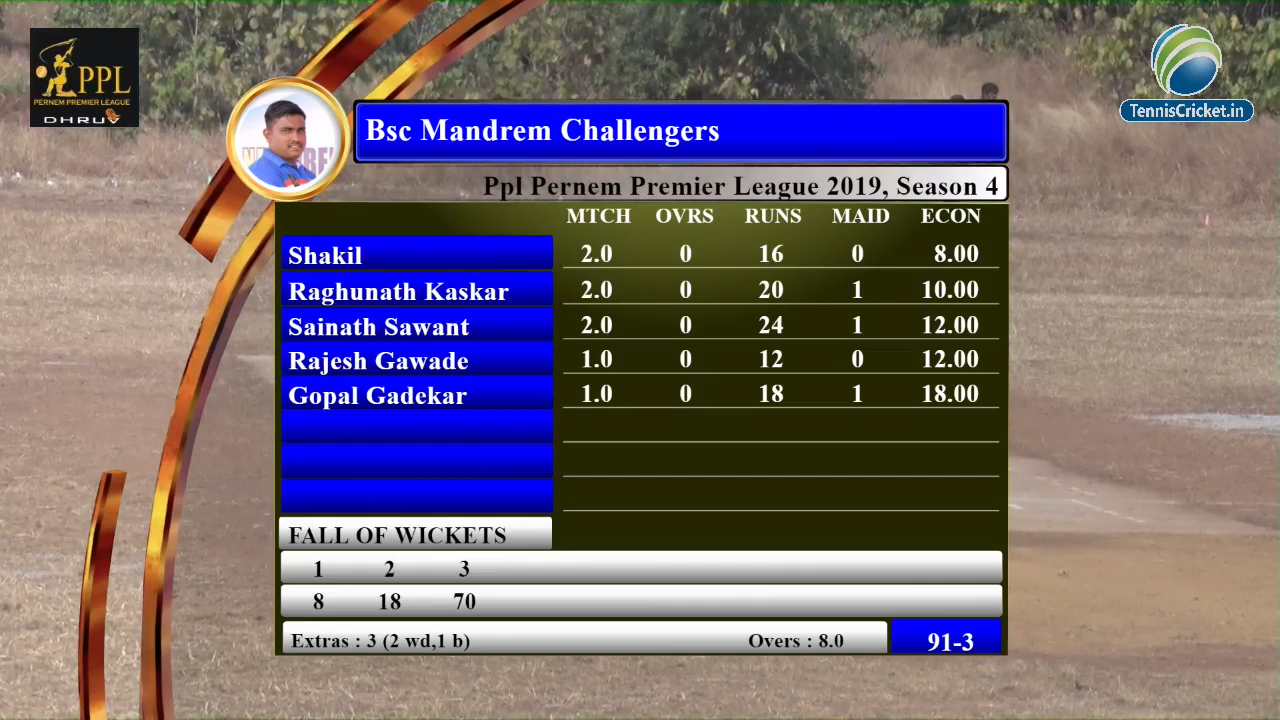 PPL
PERNEM PREMIER LEAGUE
DHRUV
TennisCricket.in
Bsc Mandrem Challengers
Ppl Pernem Premier League 2019, Season 4
MTCH OVRS RUNS MAID ECON
Shakil 2.0 0 16 0 8.00
Raghunath Kaskar 2.0 0 20 1 10.00
Sainath Sawant 2.0 0 24 1 12.00
Rajesh Gawade 1.0 0 12 0 12.00
Gopal Gadekar 1.0 0 18 1 18.00
FALL OF WICKETS
1 2 3
8 18 70
Extras : 3 (2 wd,1 b) Overs : 8.0 91-3